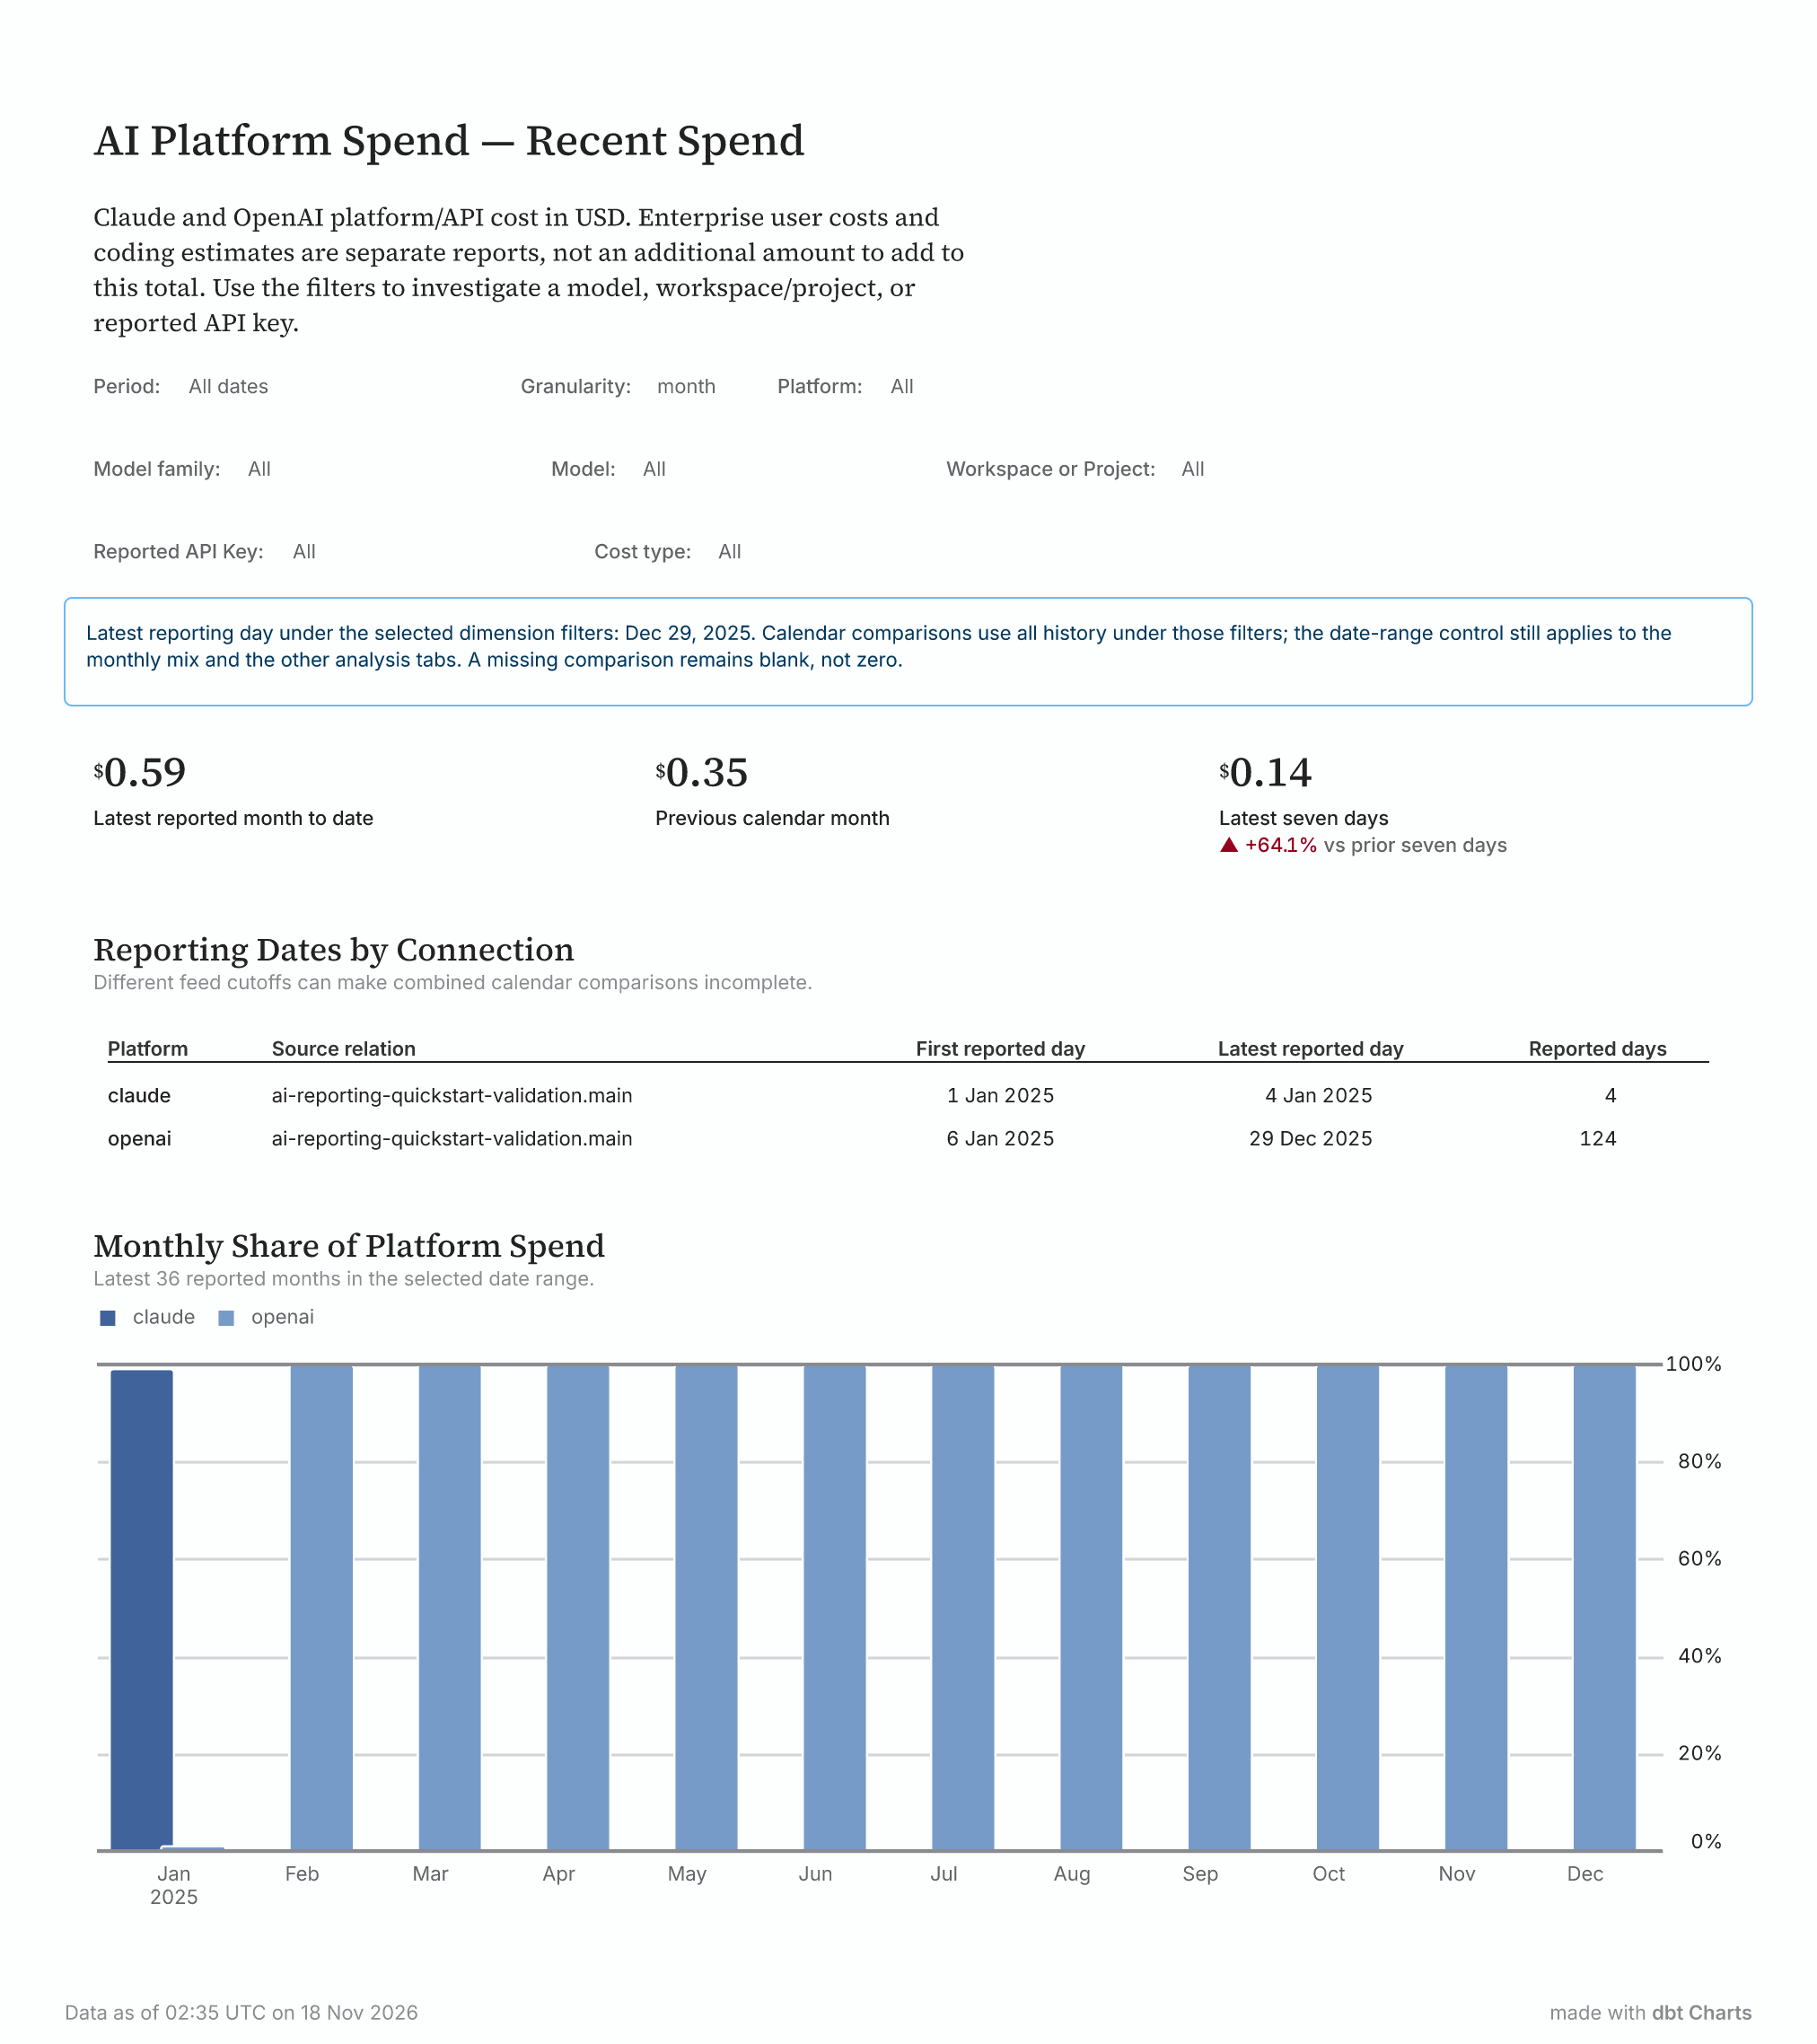 AI Platform Spend — Recent Spend
Claude and OpenAI platform/API cost in USD. Enterprise user costs and
coding estimates are separate reports, not an additional amount to add to
this total. Use the filters to investigate a model, workspace/project, or
reported API key.
Period: All dates Granularity: month Platform: All
Model family: All Model: All Workspace or Project: All
Reported API Key: All Cost type: All
Latest reporting day under the selected dimension filters: Dec 29, 2025. Calendar comparisons use all history under those filters; the date-range control still applies to the
monthly mix and the other analysis tabs. A missing comparison remains blank, not zero.
$0.59 $0.35 $0.14
Latest reported month to date Previous calendar month Latest seven days
▲ +64.1% vs prior seven days
Reporting Dates by Connection
Different feed cutoffs can make combined calendar comparisons incomplete.
Platform Source relation First reported day Latest reported day Reported days
claude ai-reporting-quickstart-validation.main 1 Jan 2025 4 Jan 2025 4
openai ai-reporting-quickstart-validation.main 6 Jan 2025 29 Dec 2025 124
Monthly Share of Platform Spend
Latest 36 reported months in the selected date range.
claude openai
100%
80%
60%
40%
20%
0%
Jan Feb Mar Apr May Jun Jul Aug Sep Oct Nov Dec
2025
Data as of 02:35 UTC on 18 Nov 2026 made with dbt Charts